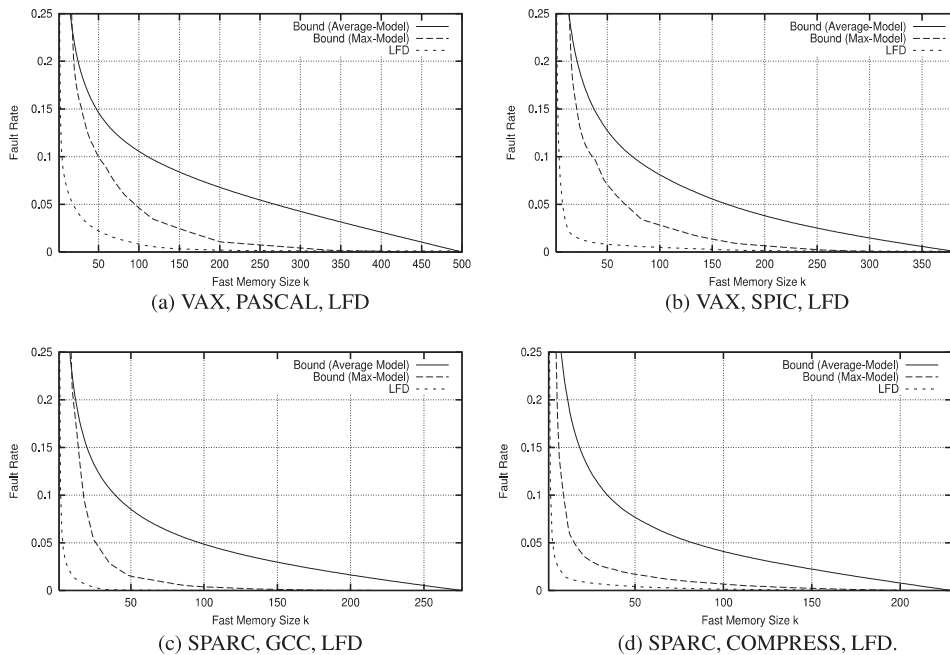 0.25
0.2
0.15
0.1
0.05
0
Fault Rate
Bound (Average-Model)
Bound (Max-Model)
LFD
50 100 150 200 250 300 350 400 450 500
Fast Memory Size k
(a) VAX, PASCAL, LFD
0.25
0.2
0.15
0.1
0.05
0
Fault Rate
Bound (Average-Model)
Bound (Max-Model)
LFD
50 100 150 200 250 300 350
Fast Memory Size k
(b) VAX, SPIC, LFD
0.25
0.2
0.15
0.1
0.05
0
Fault Rate
Bound (Average Model)
Bound (Max-Model)
LFD
50 100 150 200 250
Fast Memory Size k
(c) SPARC, GCC, LFD
0.25
0.2
0.15
0.1
0.05
0
Fault Rate
Bound (Average-Model)
Bound (Max-Model)
LFD
50 100 150 200
Fast Memory Size k
(d) SPARC, COMPRESS, LFD.